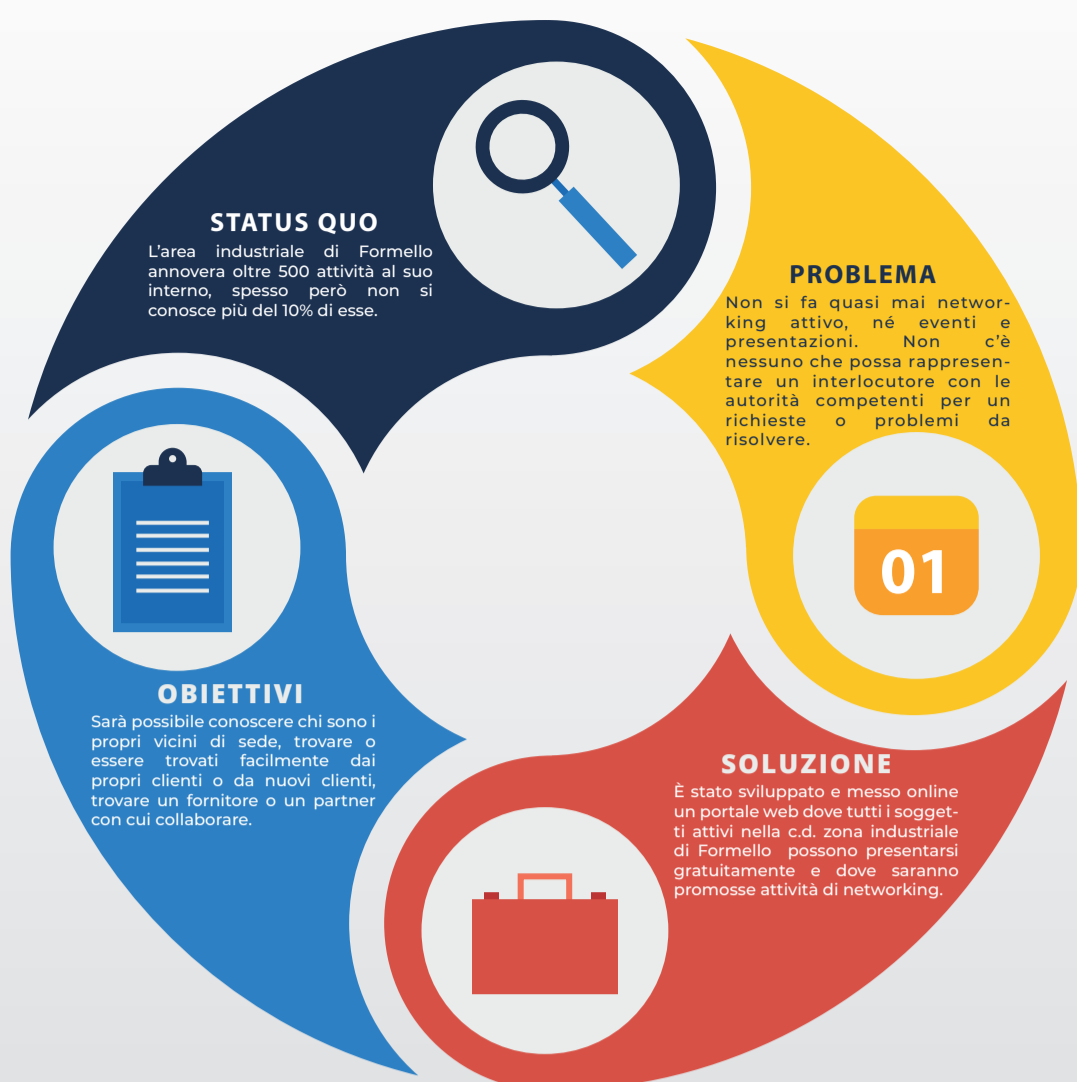 STATUS QUO
L'area industriale di Formello
annovera oltre 500 attività al suo
interno, spesso però non si
conosce più del 10% di esse.
PROBLEMA
Non si fa quasi mai networ-
king attivo, né eventi e
presentazioni. Non c'è
nessuno che possa rappresen-
tare un interlocutore con le
autorità competenti per un
richieste o problemi da
risolvere.
01
SOLUZIONE
È stato sviluppato e messo online
un portale web dove tutti i sogget-
ti attivi nella c.d. zona industriale
di Formello possono presentarsi
gratuitamente e dove saranno
promosse attività di networking.
OBIETTIVI
Sarà possibile conoscere chi sono i
propri vicini di sede, trovare o
essere trovati facilmente dai
propri clienti o da nuovi clienti,
trovare un fornitore o un partner
con cui collaborare.